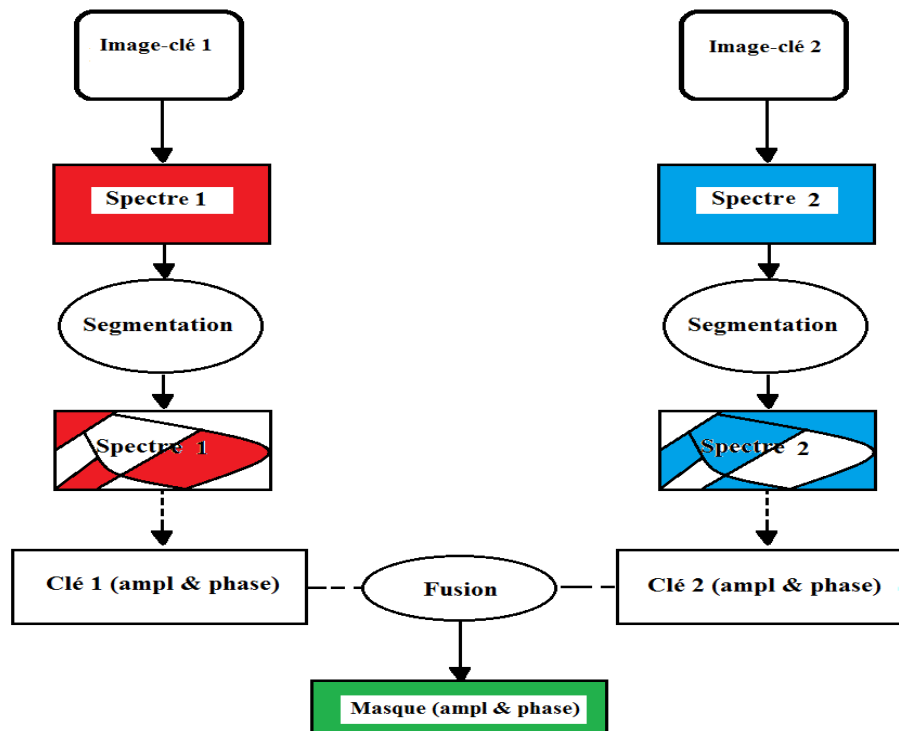 Image-clé 1
Image-clé 2
Spectre 1
Spectre 2
Segmentation
Segmentation
Spectre 1
Spectre 2
Clé 1 (ampl & phase)
Fusion
Clé 2 (ampl & phase)
Masque (ampl & phase)